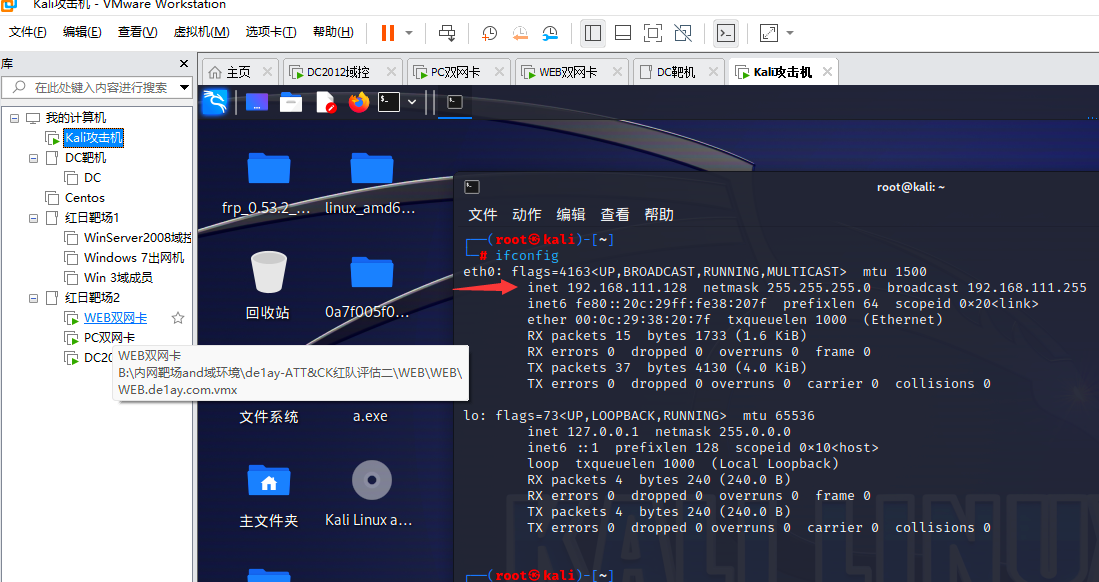 Kali攻击机 - VMware Workstation
文件(F) 编辑(E) 查看(V) 虚拟机(M) 选项卡(T) 帮助(H)
库
在此处键入内容进行搜索
我的计算机
Kali攻击机
DC靶机
DC
Centos
红日靶场1
WinServer2008域控
Windows 7出网机
Win 3域成员
红日靶场2
WEB双网卡
PC双网卡
DC20
WEB双网卡
B:\内网靶场and域环境\de1ay-ATT&CK红队评估二\WEB\WEB\
WEB.de1ay.com.vmx
主页 DC2012域控 PC双网卡 WEB双网卡 DC靶机 Kali攻击机
frp_0.53.2_... linux_amd6...
回收站 0a7f005f0...
文件系统 a.exe
主文件夹 Kali Linux a...
root@kali: ~
文件 动作 编辑 查看 帮助
┌──(root㉿kali)-[~]
└─# ifconfig
eth0: flags=4163<UP,BROADCAST,RUNNING,MULTICAST>  mtu 1500
inet 192.168.111.128  netmask 255.255.255.0  broadcast 192.168.111.255
inet6 fe80::20c:29ff:fe38:207f  prefixlen 64  scopeid 0×20<link>
ether 00:0c:29:38:20:7f  txqueuelen 1000  (Ethernet)
RX packets 15  bytes 1733 (1.6 KiB)
RX errors 0  dropped 0  overruns 0  frame 0
TX packets 37  bytes 4130 (4.0 KiB)
TX errors 0  dropped 0 overruns 0  carrier 0  collisions 0
lo: flags=73<UP,LOOPBACK,RUNNING>  mtu 65536
inet 127.0.0.1  netmask 255.0.0.0
inet6 ::1  prefixlen 128  scopeid 0×10<host>
loop  txqueuelen 1000  (Local Loopback)
RX packets 4  bytes 240 (240.0 B)
RX errors 0  dropped 0  overruns 0  frame 0
TX packets 4  bytes 240 (240.0 B)
TX errors 0  dropped 0 overruns 0  carrier 0  collisions 0
┌──(root㉿kali)-[~]
KALI LINUX